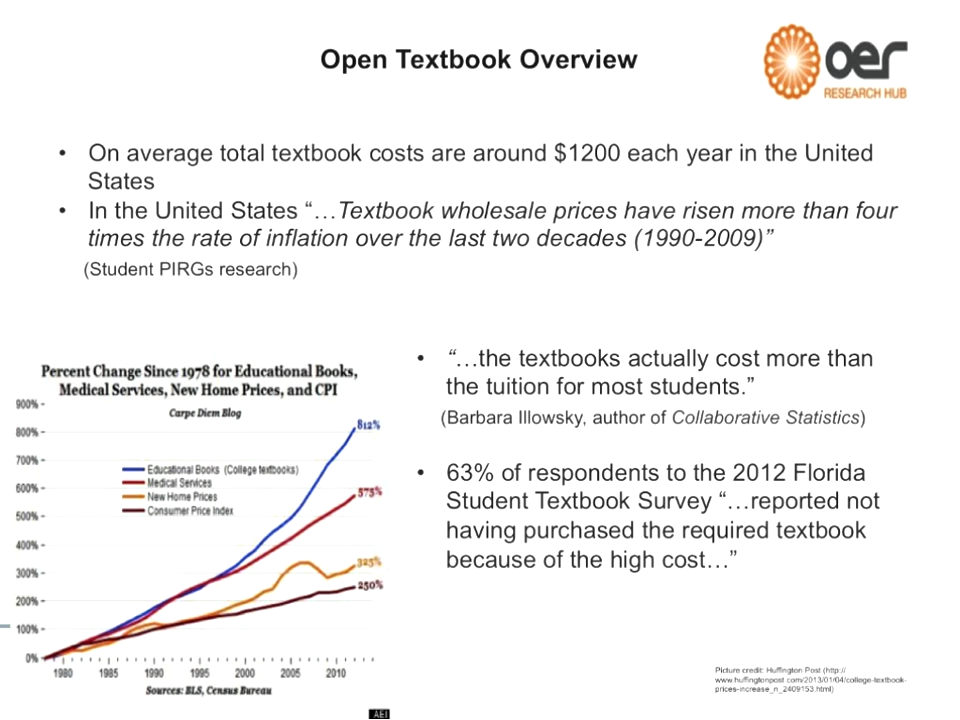 Open Textbook Overview
oer
RESEARCH HUB
• On average total textbook costs are around $1200 each year in the United
States
• In the United States “…Textbook wholesale prices have risen more than four
times the rate of inflation over the last two decades (1990-2009)”
(Student PIRGs research)
Percent Change Since 1978 for Educational Books,
Medical Services, New Home Prices, and CPI
Carpe Diem Blog
900%
800%
700%
600%
500%
400%
300%
200%
100%
0%
812%
575%
325%
250%
Educational Books (College textbooks)
Medical Services
New Home Prices
Consumer Price Index
1980 1985 1990 1995 2000 2005 2010
Sources: BLS, Census Bureau
AEI
• “…the textbooks actually cost more than
the tuition for most students.”
(Barbara Illowsky, author of Collaborative Statistics)
• 63% of respondents to the 2012 Florida
Student Textbook Survey “…reported not
having purchased the required textbook
because of the high cost…”
Picture credit: Huffington Post (http://
www.huffingtonpost.com/2013/01/04/college-textbook-
prices-increase_n_2409153.html)